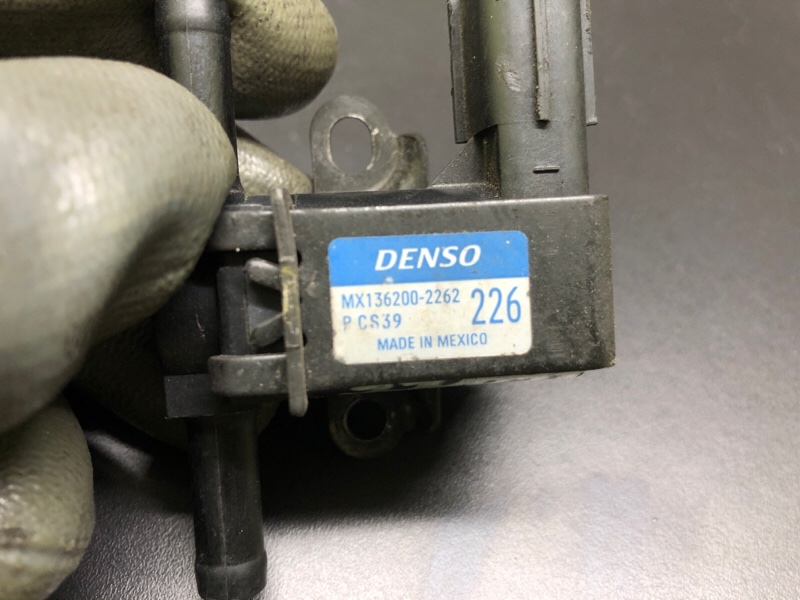 DENSO
MX136200-2262
P CS39
226
MADE IN MEXICO